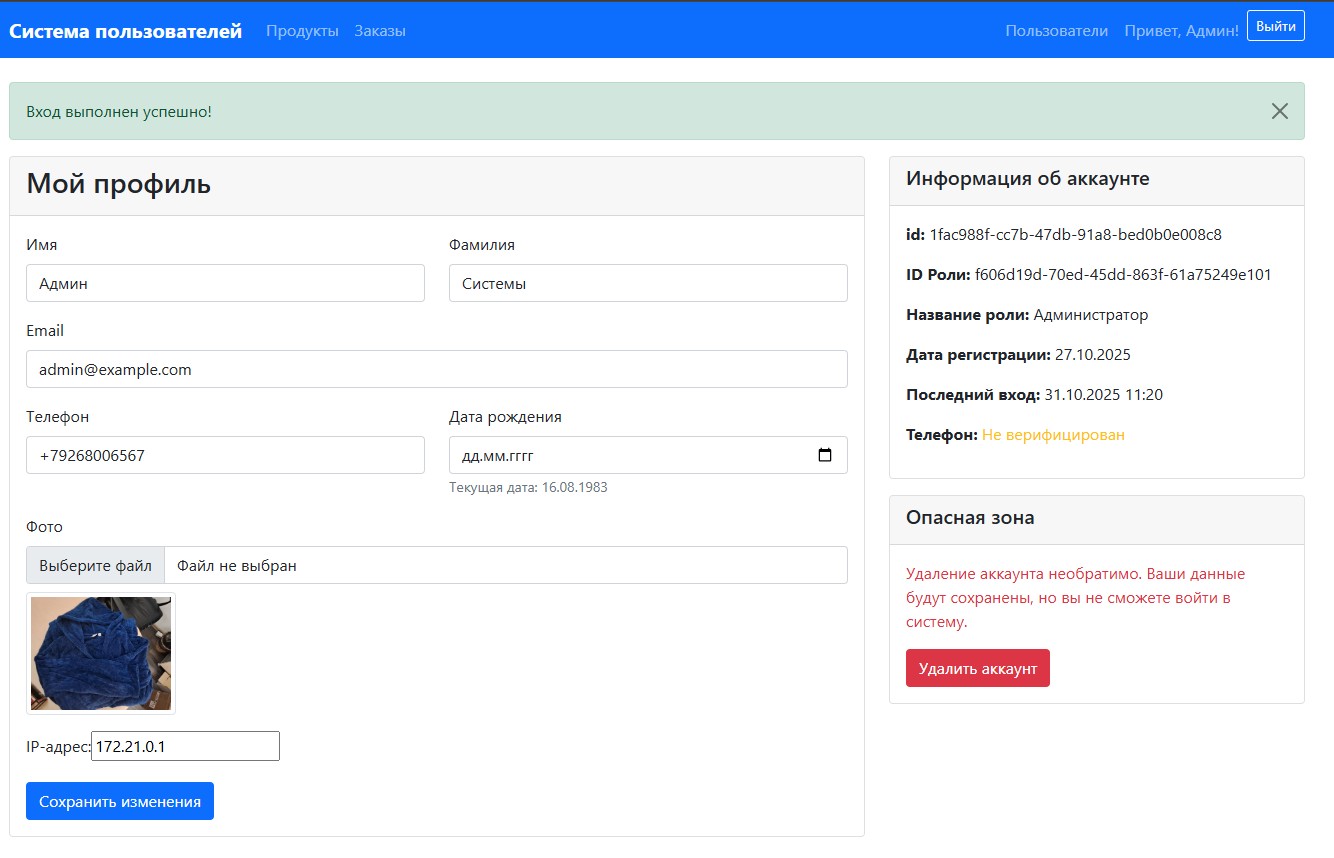 Система пользователей Продукты Заказы Пользователи Привет, Админ! Выйти
Вход выполнен успешно!
Мой профиль
Имя Фамилия
Админ Системы
Email
admin@example.com
Телефон Дата рождения
+79268006567 дд.мм.гггг
Текущая дата: 16.08.1983
Фото
Выберите файл Файл не выбран
IP-адрес: 172.21.0.1
Сохранить изменения
Информация об аккаунте
id: 1fac988f-cc7b-47db-91a8-bed0b0e008c8
ID Роли: f606d19d-70ed-45dd-863f-61a75249e101
Название роли: Администратор
Дата регистрации: 27.10.2025
Последний вход: 31.10.2025 11:20
Телефон: Не верифицирован
Опасная зона
Удаление аккаунта необратимо. Ваши данные
будут сохранены, но вы не сможете войти в
систему.
Удалить аккаунт